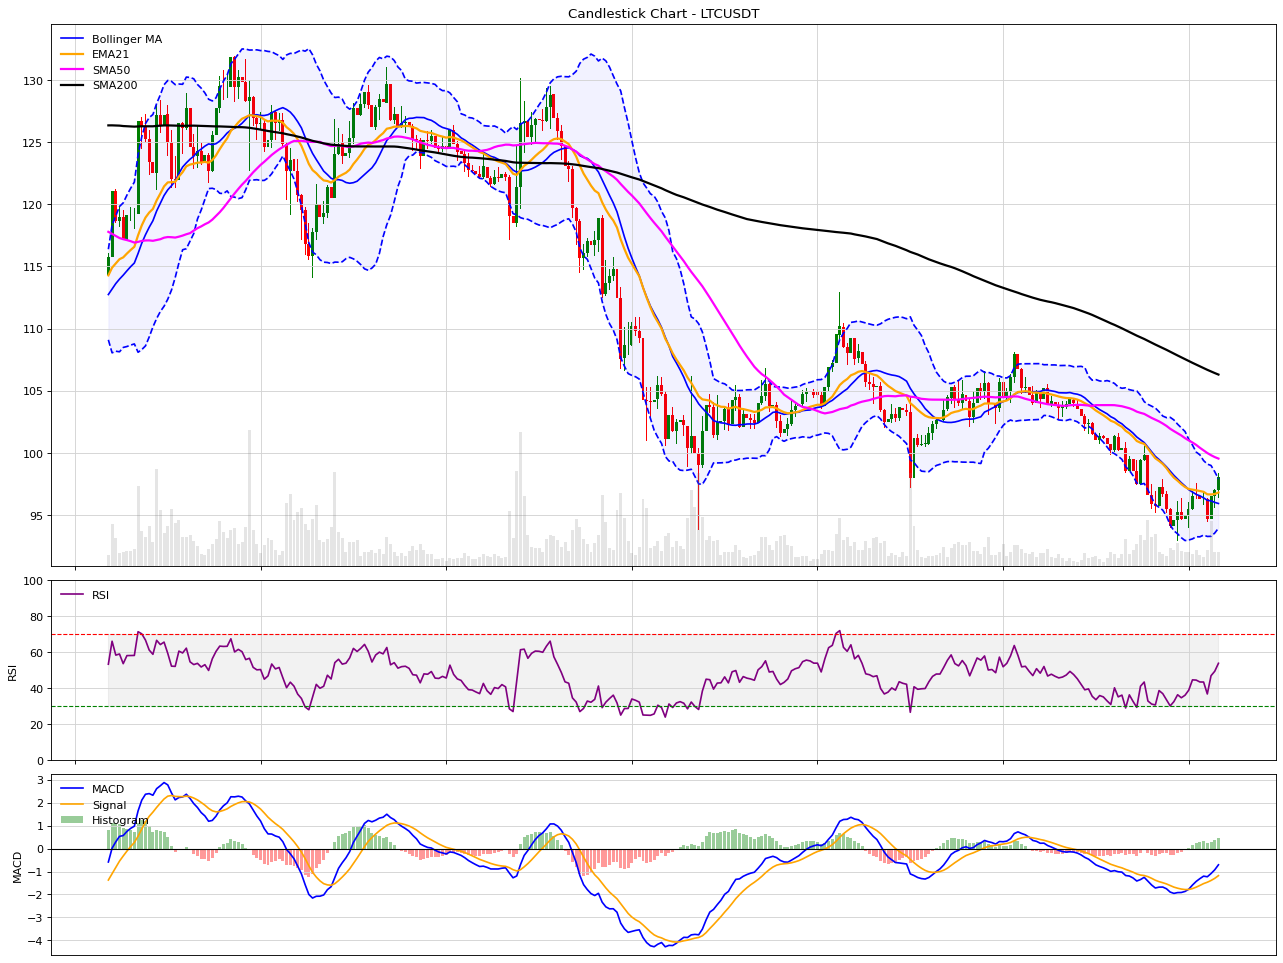 Candlestick Chart - LTCUSDT
Bollinger MA
EMA21
SMA50
SMA200
130
125
120
115
110
105
100
95
RSI
100
80
60
40
20
0
RSI
MACD
Signal
Histogram
3
2
1
0
−1
−2
−3
−4
MACD